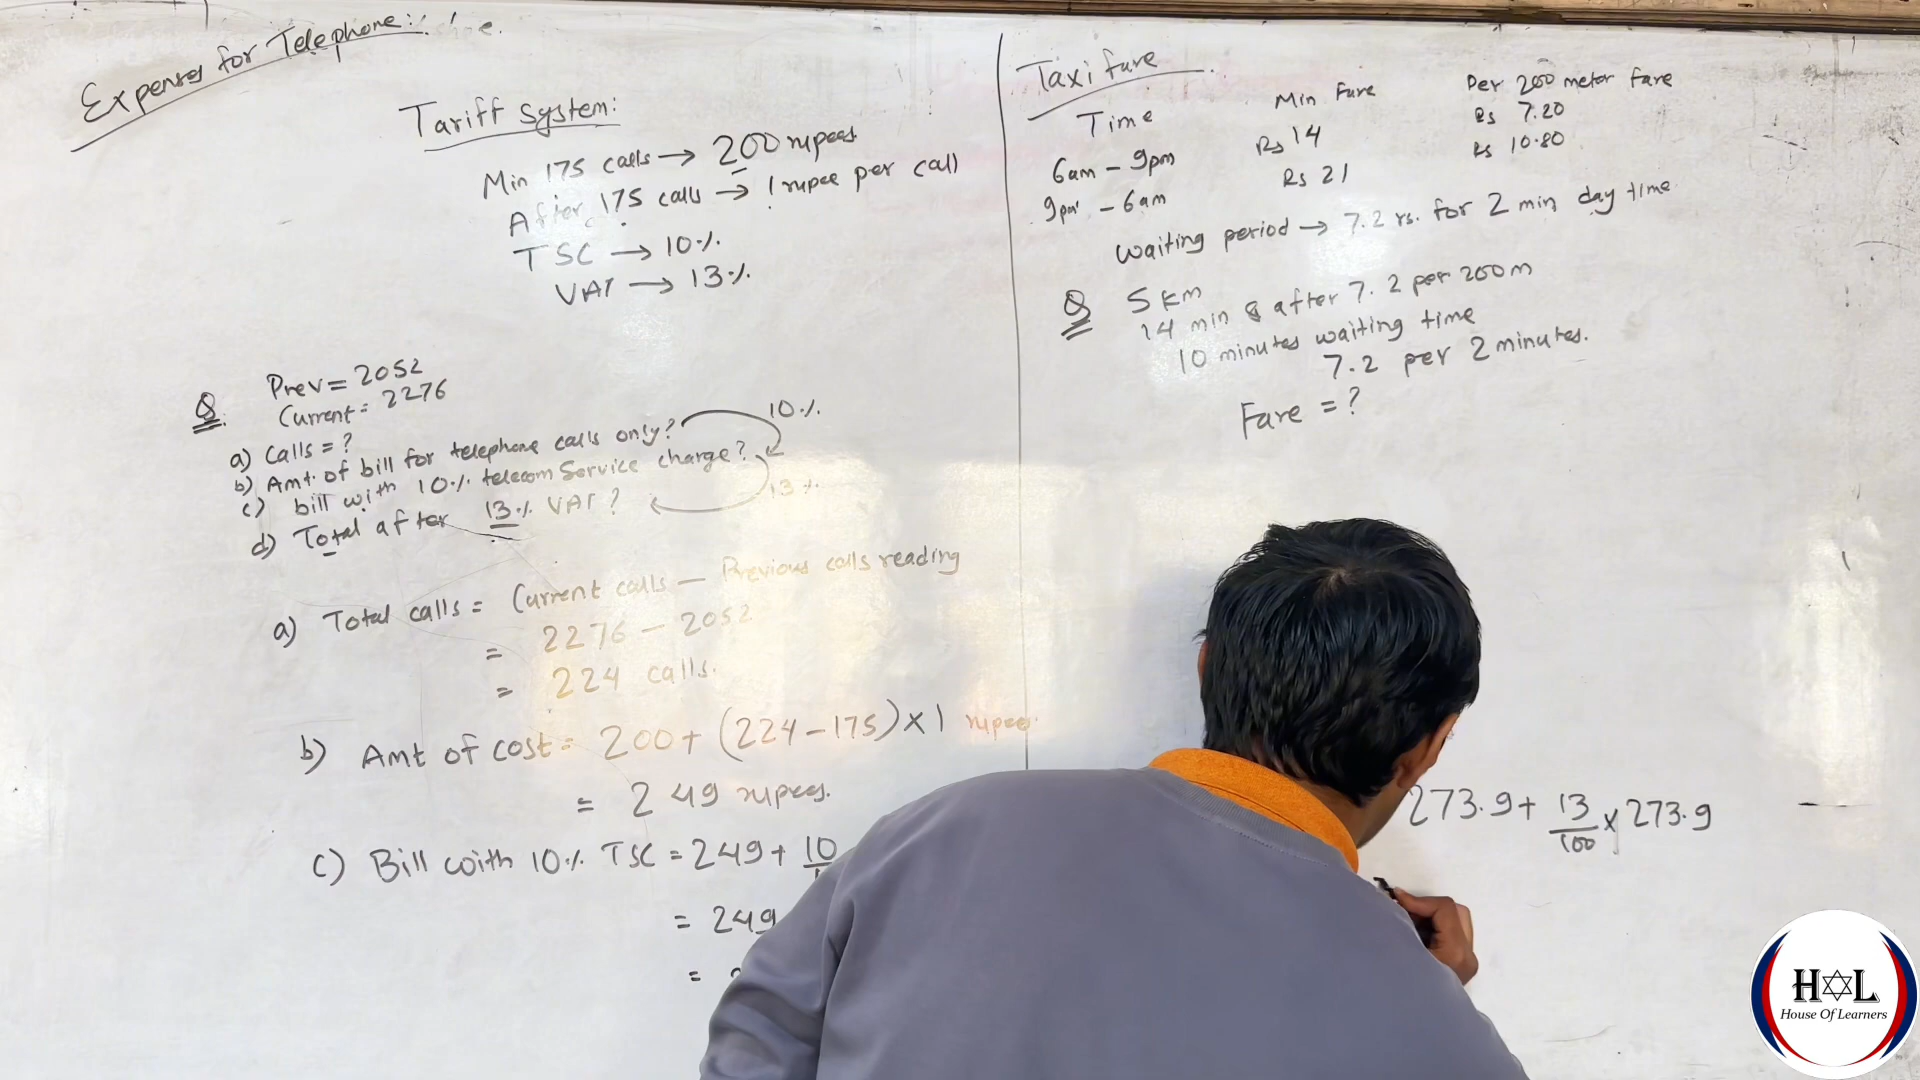 Expenses for Telephone:
Tariff system:
Min 175 calls → 200 rupees
After 175 calls → 1 rupee per call
TSC → 10%
VAT → 13%
Q. Prev = 2052
Current = 2276
a) Calls = ?
b) Amt. of bill for telephone calls only?
c) bill with 10% telecom Service charge?
d) Total after 13% VAT?
10%
13%
a) Total calls = Current calls - Previous calls reading
= 2276 - 2052
= 224 calls.
b) Amt of cost = 200 + (224 - 175) × 1 rupee
= 249 rupees.
c) Bill with 10% TSC = 249 + 10
= 249
=
Taxi fare
Time Min Fare Per 200 meter fare
6am - 9pm Rs 14 Rs 7.20
9pm - 6am Rs 21 Rs 10.80
Waiting period → 7.2 rs. for 2 min day time
Q 5 km
14 min & after 7.2 per 200m
10 minutes waiting time
7.2 per 2 minutes.
Fare = ?
273.9 + 13/100 × 273.9
H L
House Of Learners